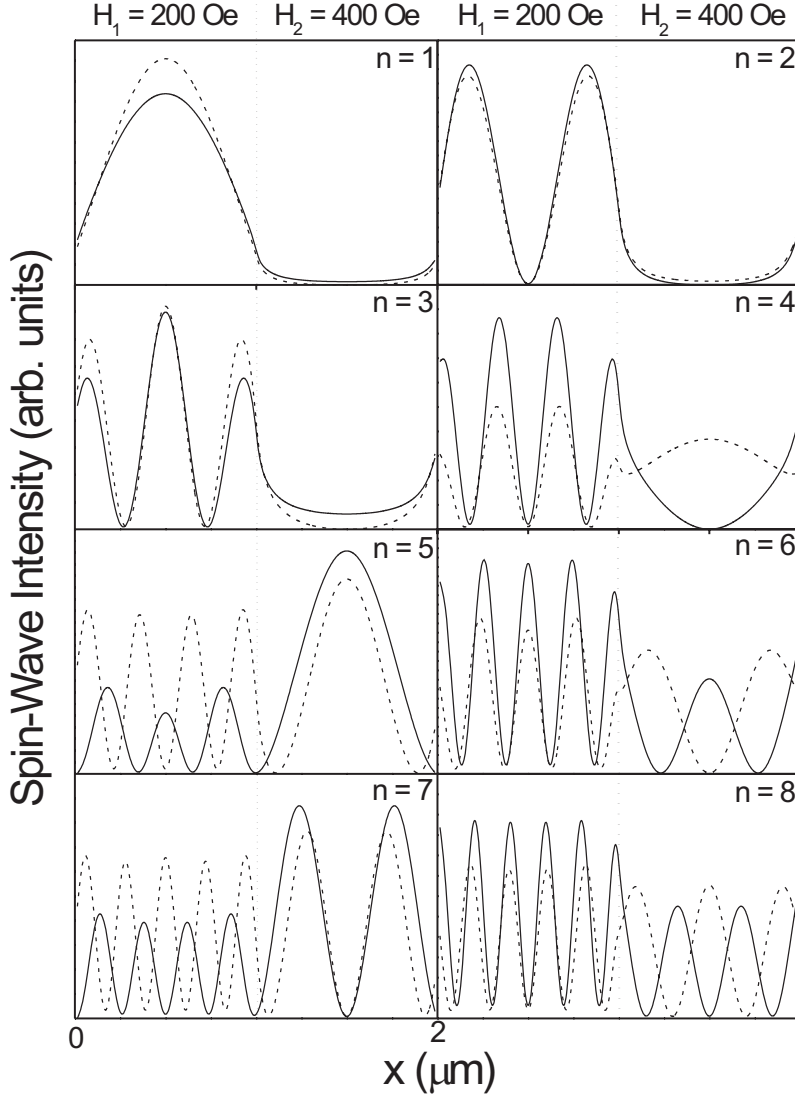 H₁ = 200 Oe H₂ = 400 Oe H₁ = 200 Oe H₂ = 400 Oe
n = 1
n = 2
n = 3
n = 4
n = 5
n = 6
n = 7
n = 8
Spin-Wave Intensity (arb. units)
0
2
x (μm)